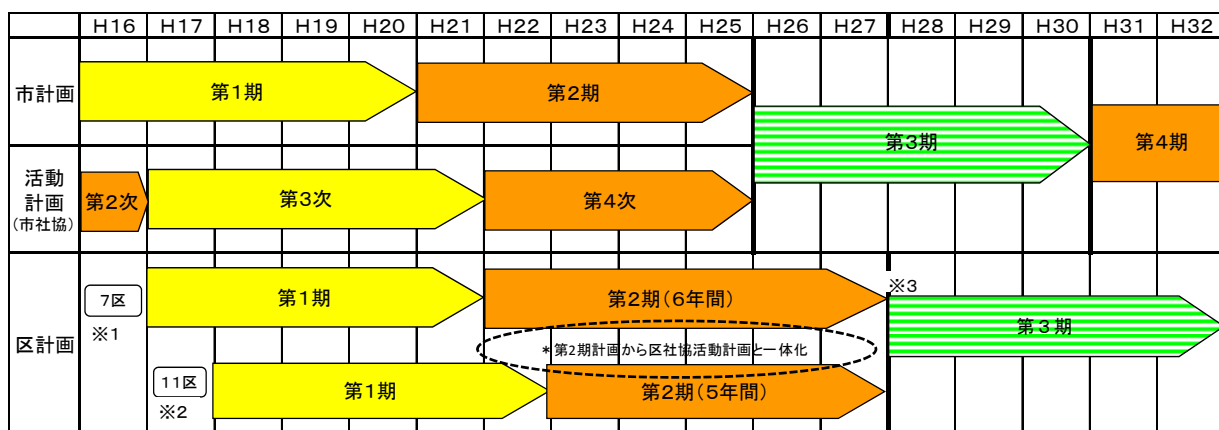 H16 H17 H18 H19 H20 H21 H22 H23 H24 H25 H26 H27 H28 H29 H30 H31 H32
市計画
第1期
第2期
第3期
第4期
活動
計画
(市社協)
第2次
第3次
第4次
区計画
7区
※1
第1期
第2期(6年間)
※3
第3期
*第2期計画から区社協活動計画と一体化
11区
※2
第1期
第2期(5年間)